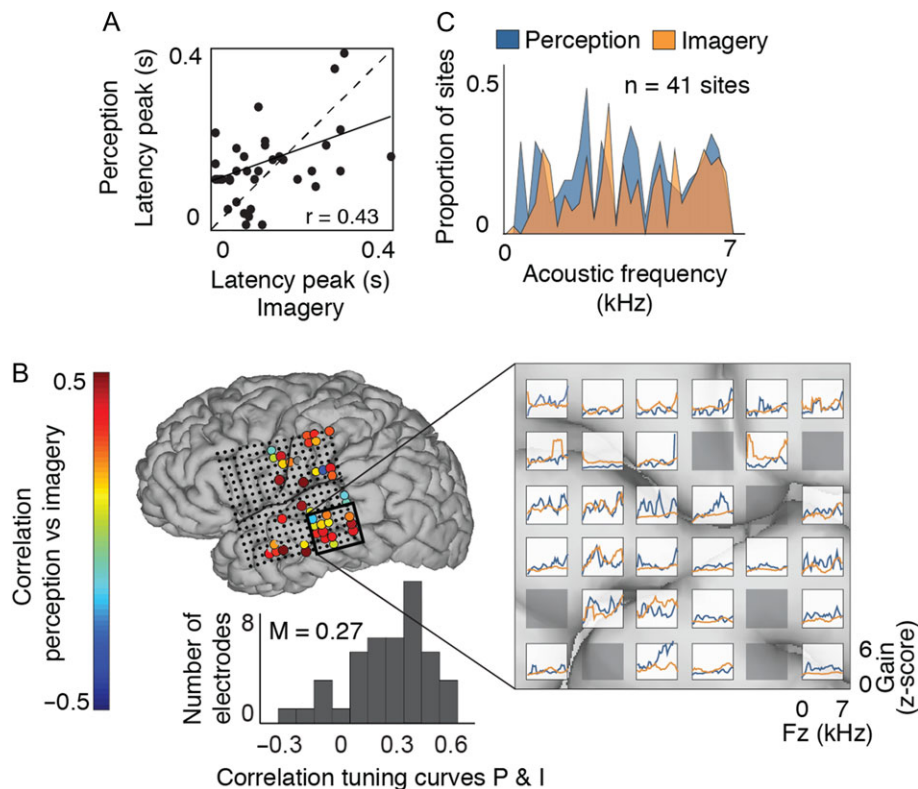 A
Perception
Latency peak (s)
0.4
0
r = 0.43
0
0.4
Latency peak (s)
Imagery
C
Perception
Imagery
Proportion of sites
0.5
0
n = 41 sites
0
7
Acoustic frequency
(kHz)
B
Correlation
perception vs imagery
0.5
−0.5
Number of
electrodes
8
0
M = 0.27
−0.3
0
0.3
0.6
Correlation tuning curves P & I
6
0
Gain
(z-score)
0
7
Fz (kHz)